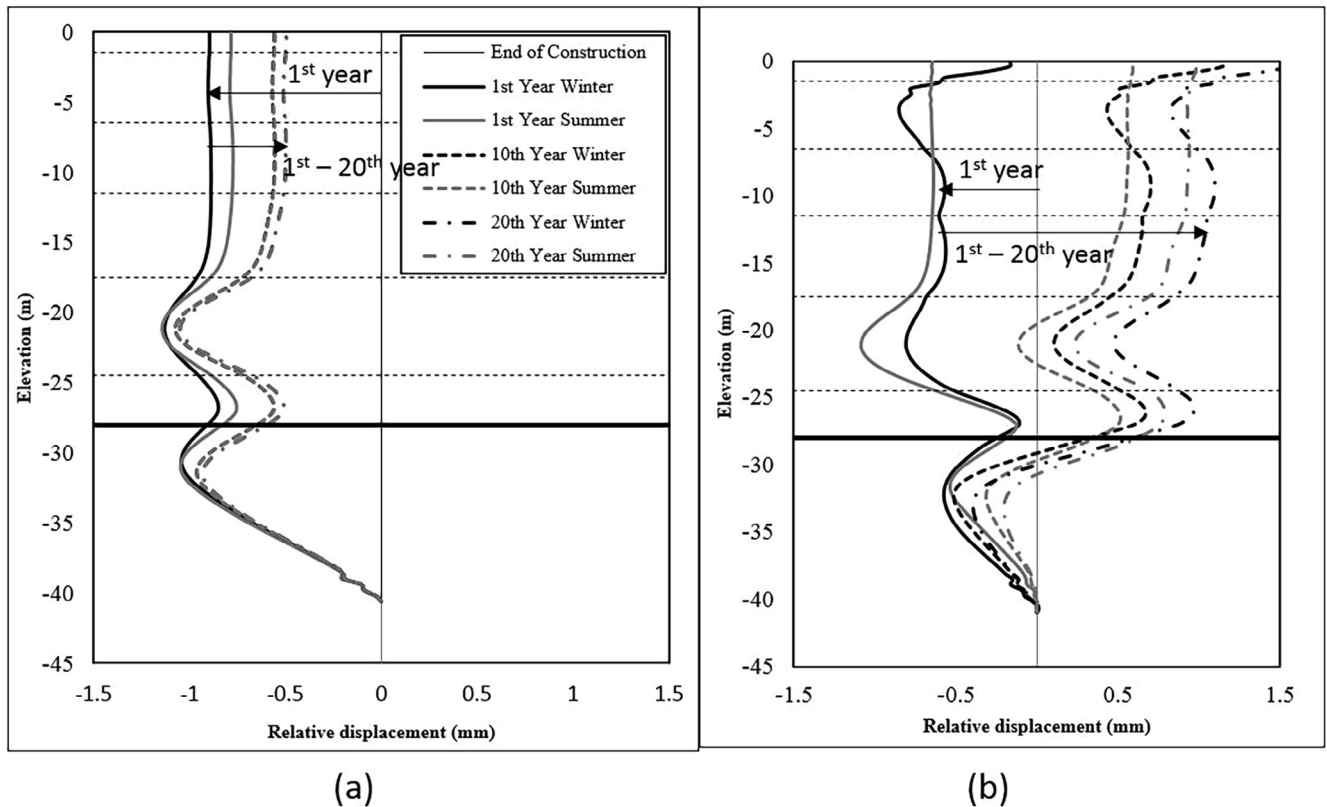 0
-5
-10
-15
-20
-25
-30
-35
-40
-45
Elevation (m)
-1.5
-1
-0.5
0
0.5
1
1.5
Relative displacement (mm)
1st year
1st – 20th year
End of Construction
1st Year Winter
1st Year Summer
10th Year Winter
10th Year Summer
20th Year Winter
20th Year Summer
(a)
0
-5
-10
-15
-20
-25
-30
-35
-40
-45
Elevation (m)
-1.5
-0.5
0.5
1.5
Relative displacement (mm)
1st year
1st – 20th year
(b)